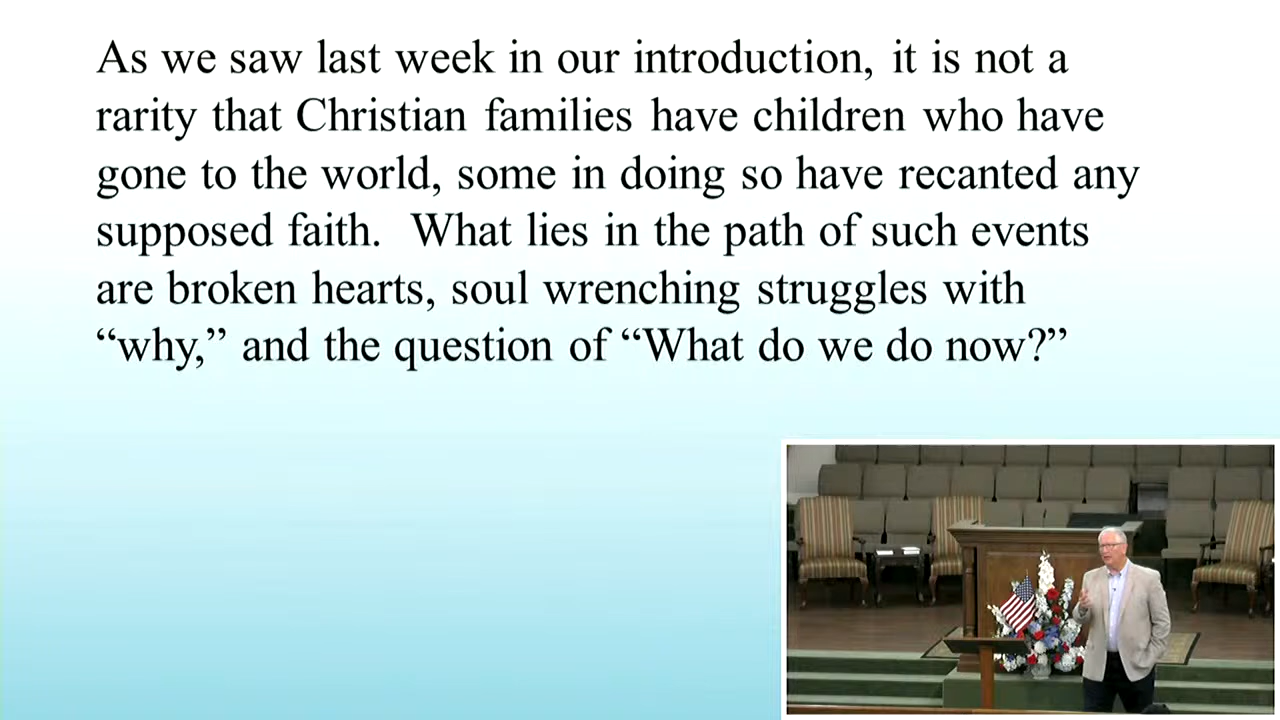 As we saw last week in our introduction, it is not a
rarity that Christian families have children who have
gone to the world, some in doing so have recanted any
supposed faith.  What lies in the path of such events
are broken hearts, soul wrenching struggles with
“why,” and the question of “What do we do now?”